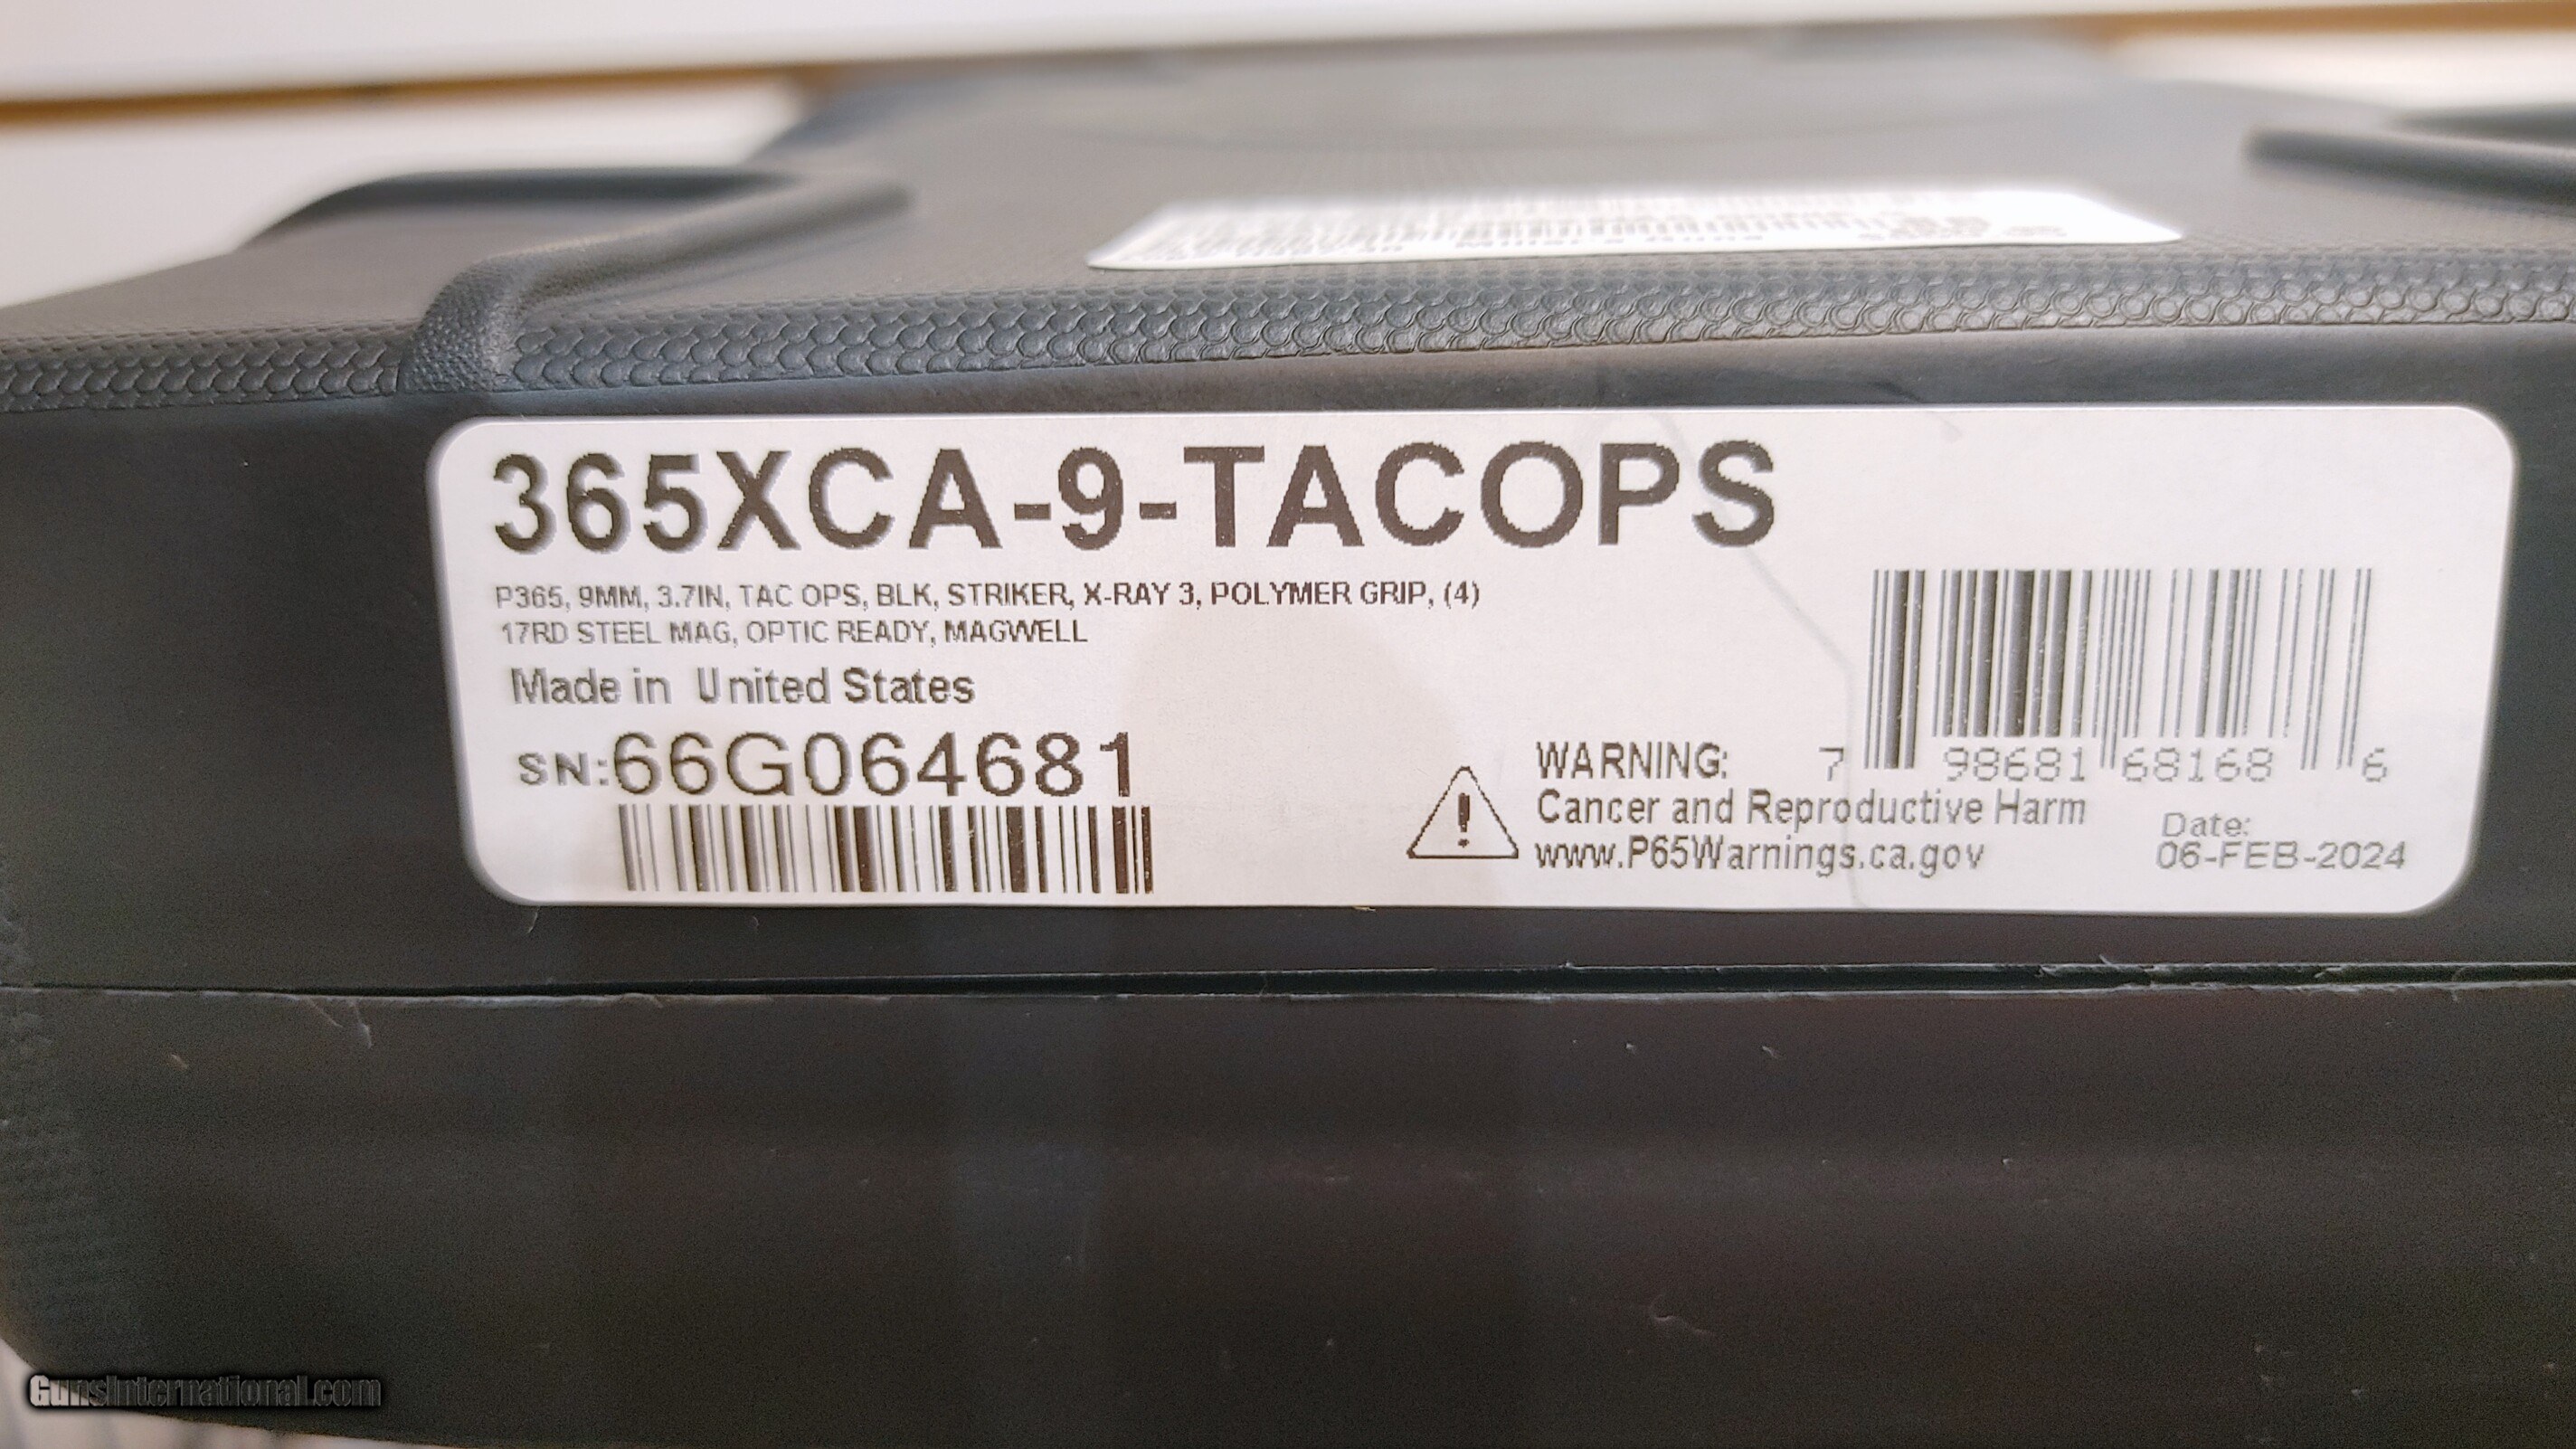 365XCA-9-TACOPS
P365, 9MM, 3.7IN, TAC OPS, BLK, STRIKER, X-RAY 3, POLYMER GRIP, (4)
17RD STEEL MAG, OPTIC READY, MAGWELL
Made in United States
SN:66G064681
7 98681 68168 6
WARNING:
Cancer and Reproductive Harm
www.P65Warnings.ca.gov
Date:
06-FEB-2024
GunsInternational.com